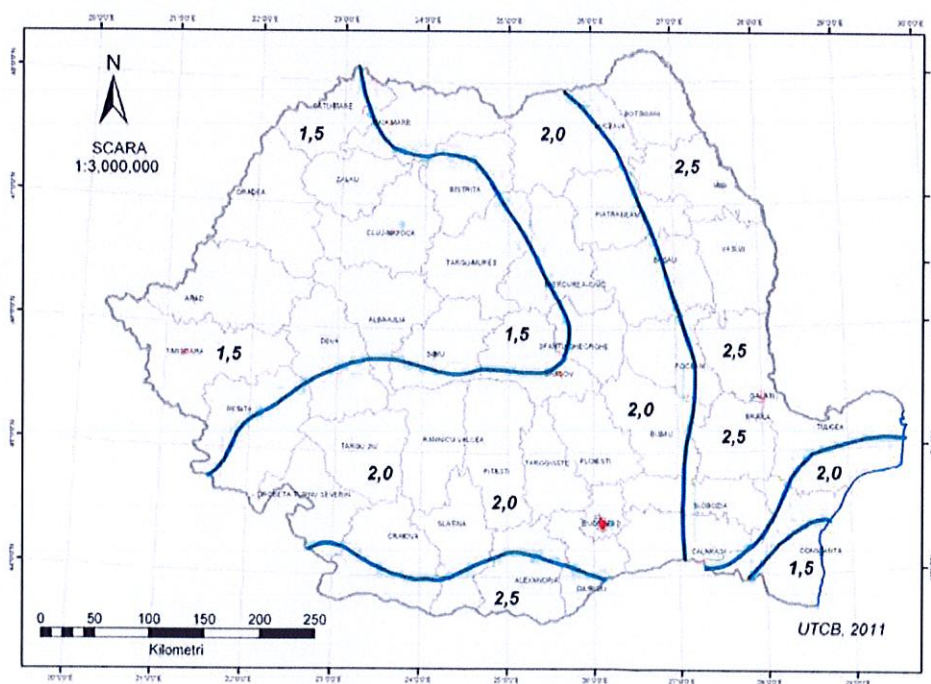 N
SCARA
1:3,000,000
1,5
2,0
2,5
SATU MARE
BAIA MARE
SUCEAVA
BOTOSANI
ORADEA
ZALAU
BISTRITA
CLUJ-NAPOCA
PIATRA NEAMT
TARGU-MURES
BACAU
VASLUI
MIERCUREA-CIUC
ARAD
ALBA IULIA
1,5
2,5
TIMISOARA
1,5
DEVA
SIBIU
SFANTU GHEORGHE
BRASOV
FOCSANI
RESITA
2,0
GALATI
BRAILA
2,5
TULCEA
TARGU JIU
RAMNICU VALCEA
BUZAU
2,0
PITESTI
TARGOVISTE
PLOIESTI
2,0
DROBETA-TURNU SEVERIN
2,0
SLATINA
SLOBOZIA
CRAIOVA
BUCURESTI
CALARASI
CONSTANTA
1,5
ALEXANDRIA
GIURGIU
2,5
0 50 100 150 200 250
Kilometri
UTCB, 2011